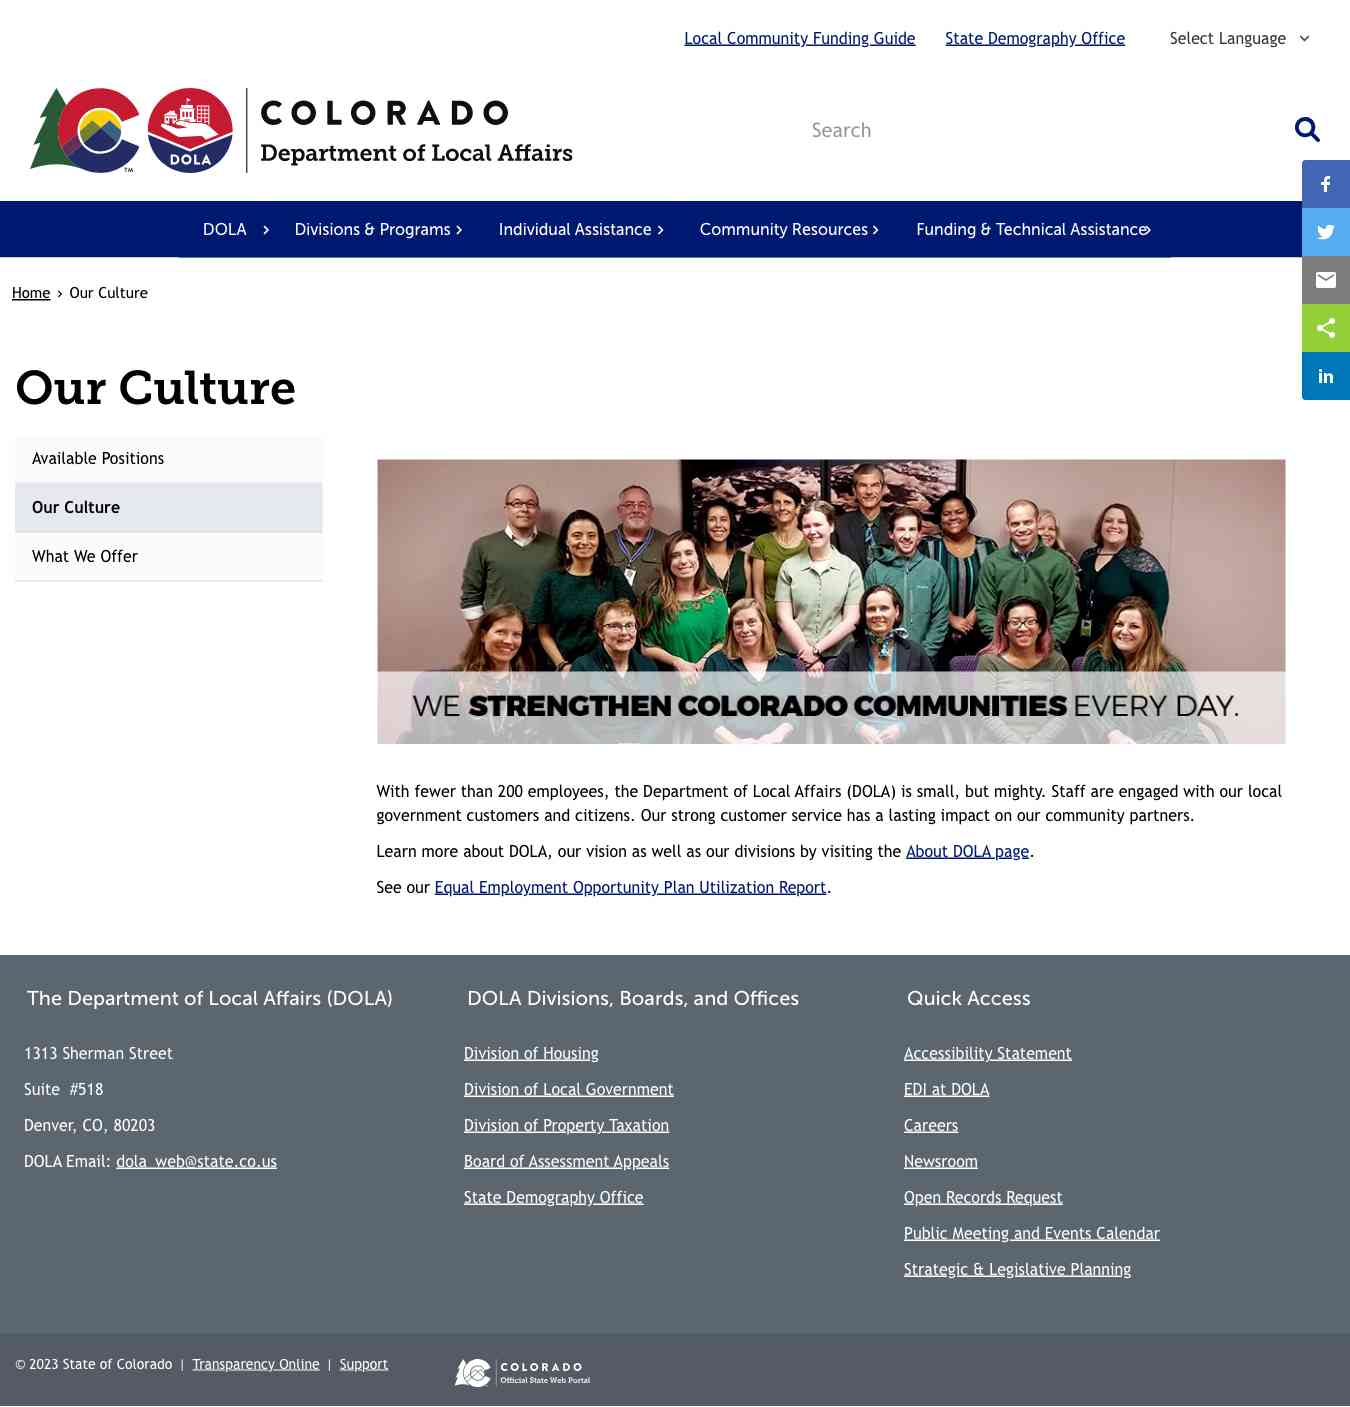 Local Community Funding Guide
State Demography Office
Select Language
COLORADO
Department of Local Affairs
DOLA
TM
Search
DOLA
Divisions & Programs
Individual Assistance
Community Resources
Funding & Technical Assistance
Home › Our Culture
Our Culture
Available Positions
Our Culture
What We Offer
WE STRENGTHEN COLORADO COMMUNITIES EVERY DAY.
With fewer than 200 employees, the Department of Local Affairs (DOLA) is small, but mighty. Staff are engaged with our local
government customers and citizens. Our strong customer service has a lasting impact on our community partners.
Learn more about DOLA, our vision as well as our divisions by visiting the About DOLA page.
See our Equal Employment Opportunity Plan Utilization Report.
The Department of Local Affairs (DOLA)
1313 Sherman Street
Suite #518
Denver, CO, 80203
DOLA Email: dola_web@state.co.us
DOLA Divisions, Boards, and Offices
Division of Housing
Division of Local Government
Division of Property Taxation
Board of Assessment Appeals
State Demography Office
Quick Access
Accessibility Statement
EDI at DOLA
Careers
Newsroom
Open Records Request
Public Meeting and Events Calendar
Strategic & Legislative Planning
© 2023 State of Colorado | Transparency Online | Support
COLORADO
Official State Web Portal